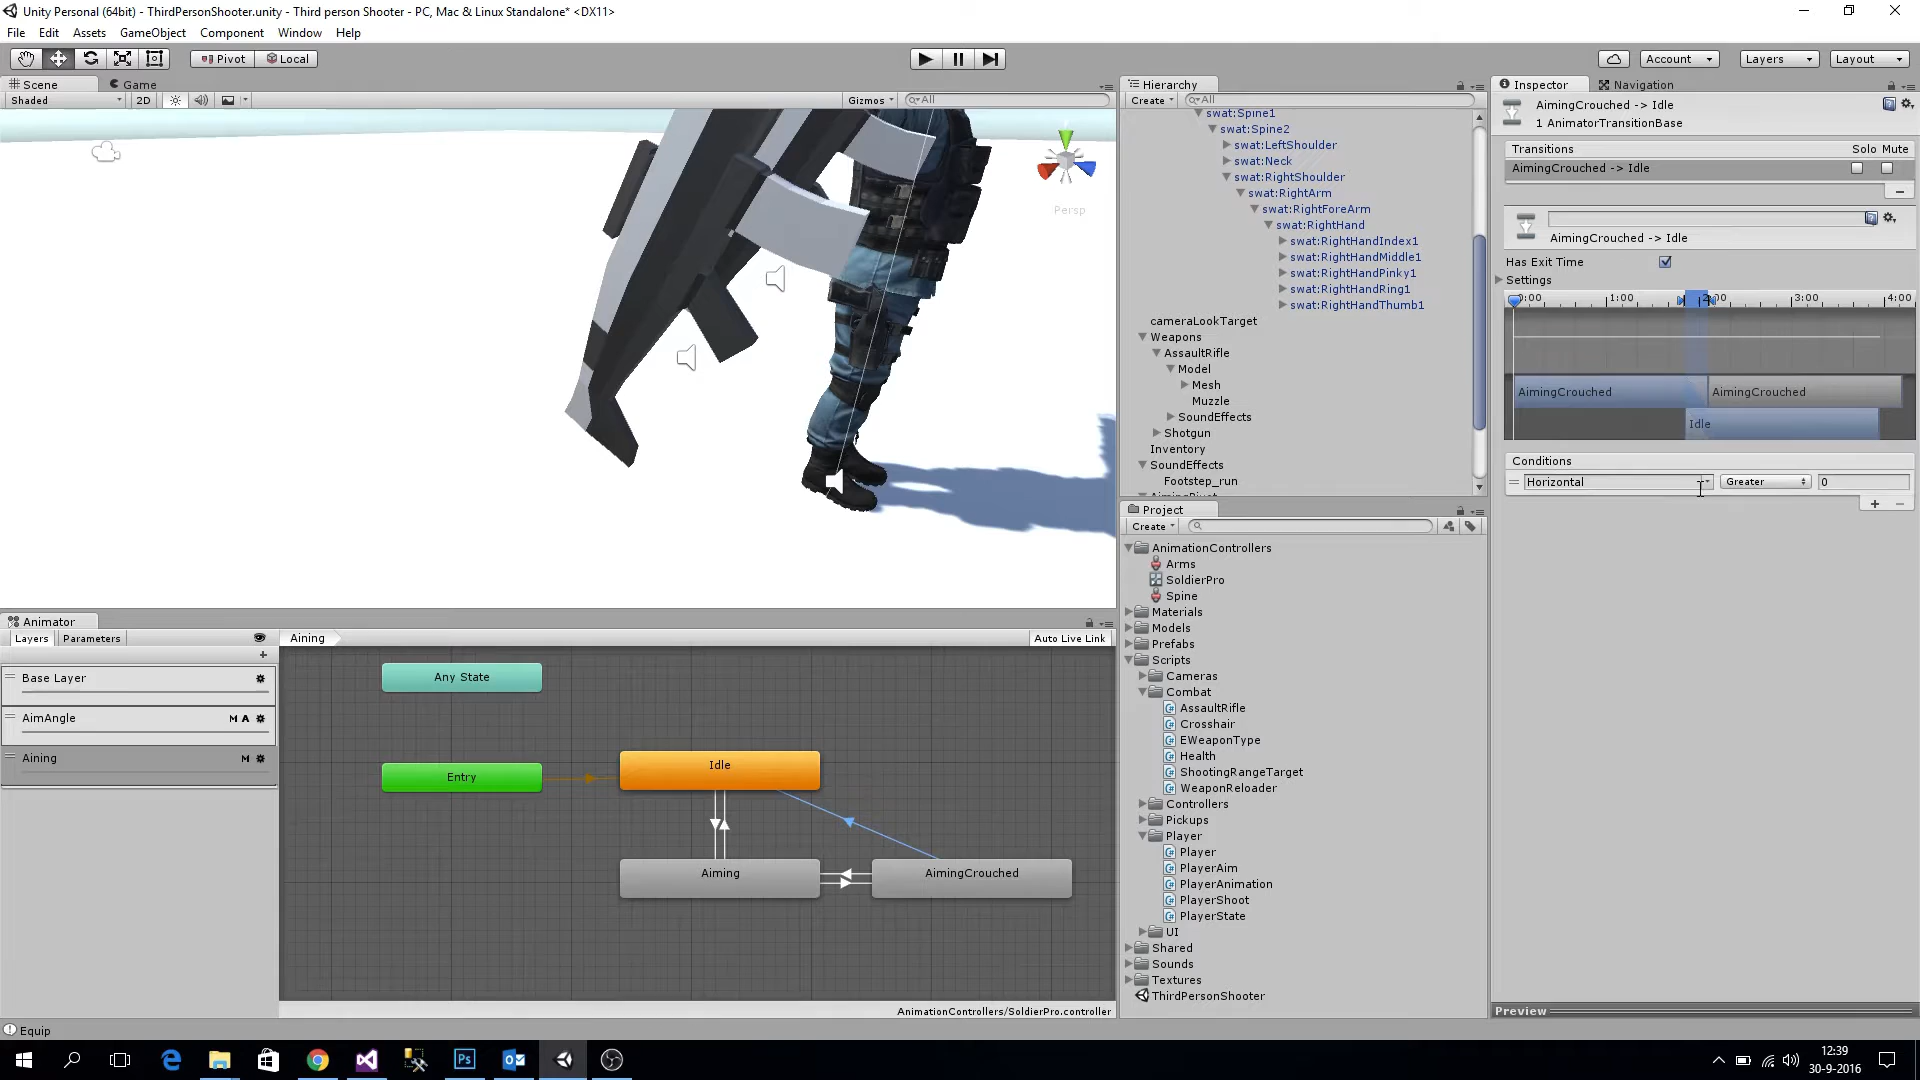 Unity Personal (64bit) - ThirdPersonShooter.unity - Third person Shooter - PC, Mac & Linux Standalone* <DX11>
File Edit Assets GameObject Component Window Help
Pivot Local
Account Layers Layout
Scene Game
Shaded 2D Gizmos All
Persp
Hierarchy
Create All
swat:Spine1
swat:Spine2
swat:LeftShoulder
swat:Neck
swat:RightShoulder
swat:RightArm
swat:RightForeArm
swat:RightHand
swat:RightHandIndex1
swat:RightHandMiddle1
swat:RightHandPinky1
swat:RightHandRing1
swat:RightHandThumb1
cameraLookTarget
Weapons
AssaultRifle
Model
Mesh
Muzzle
SoundEffects
Shotgun
Inventory
SoundEffects
Footstep_run
Project
Create
AnimationControllers
Arms
SoldierPro
Spine
Materials
Models
Prefabs
Scripts
Cameras
Combat
AssaultRifle
Crosshair
EWeaponType
Health
ShootingRangeTarget
WeaponReloader
Controllers
Pickups
Player
Player
PlayerAim
PlayerAnimation
PlayerShoot
PlayerState
UI
Shared
Sounds
Textures
ThirdPersonShooter
Inspector Navigation
AimingCrouched -> Idle
1 AnimatorTransitionBase
Transitions Solo Mute
AimingCrouched -> Idle
AimingCrouched -> Idle
Has Exit Time
Settings
0:00 1:00 2:00 3:00 4:00
AimingCrouched AimingCrouched
Idle
Conditions
Horizontal Greater 0
Preview
Animator
Layers Parameters
Aining Auto Live Link
Base Layer
AimAngle M A
Aining M
Any State
Entry
Idle
Aiming
AimingCrouched
AnimationControllers/SoldierPro.controller
Equip
12:39
30-9-2016